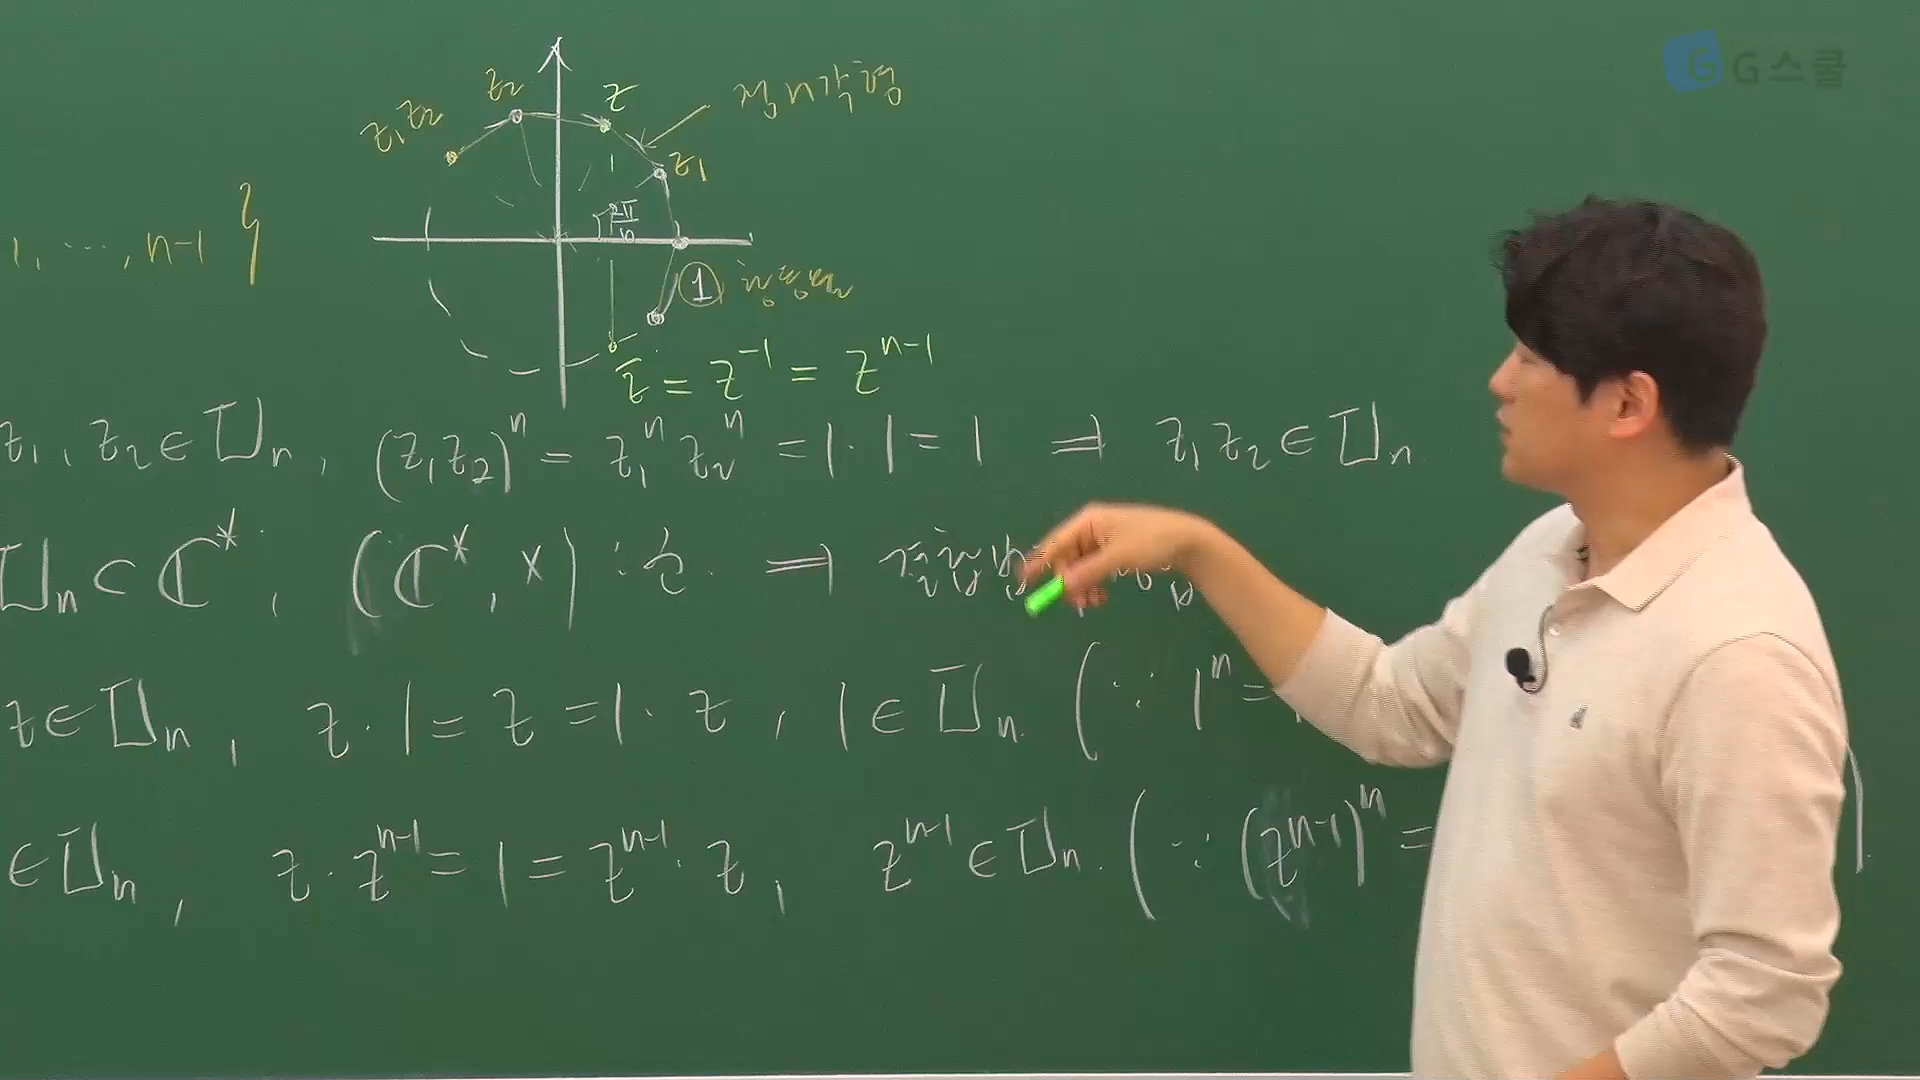 G스쿨
z₁z₂ z₂ z z₁ 정n각형
1, ⋯, n-1 }
2π/n
① 항등원
z̄ = z⁻¹ = zⁿ⁻¹
z₁, z₂ ∈ 𝕌ₙ, (z₁z₂)ⁿ = z₁ⁿ z₂ⁿ = 1·1 = 1 ⇒ z₁z₂ ∈ 𝕌ₙ
𝕌ₙ ⊂ ℂ*, (ℂ*, ×) : 군. ⇒ 결합법
z ∈ 𝕌ₙ, z·1 = z = 1·z, 1 ∈ 𝕌ₙ. (∵ 1ⁿ =
∈ 𝕌ₙ, z·zⁿ⁻¹ = 1 = zⁿ⁻¹·z, zⁿ⁻¹ ∈ 𝕌ₙ. (∵ (zⁿ⁻¹)ⁿ = ).